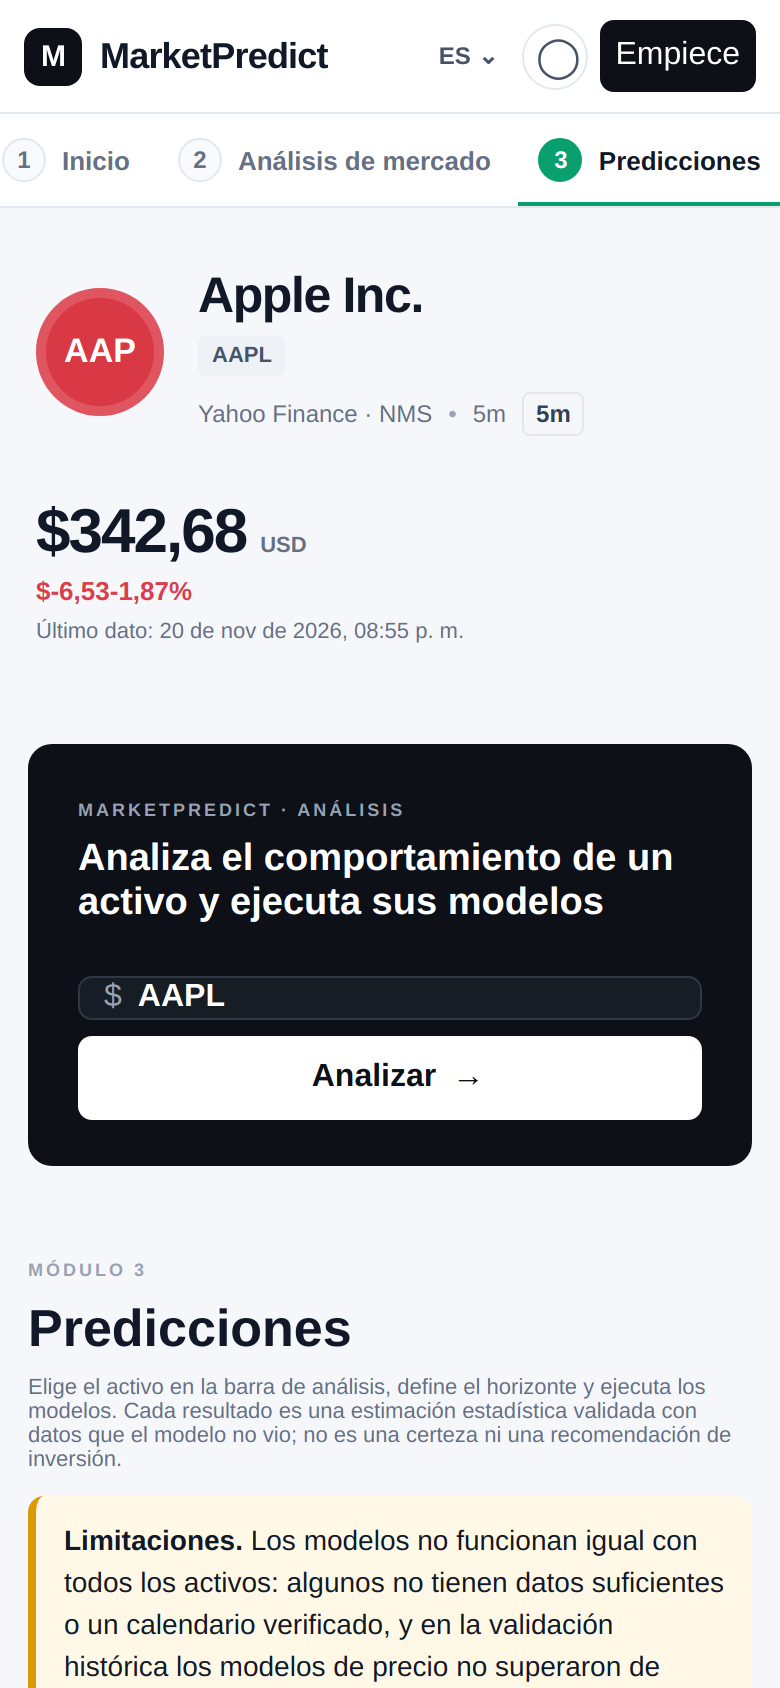 M MarketPredict ES Empiece
1 Inicio 2 Análisis de mercado 3 Predicciones
AAP
Apple Inc.
AAPL
Yahoo Finance · NMS • 5m 5m
$342,68 USD
$-6,53-1,87%
Último dato: 20 de nov de 2026, 08:55 p. m.
MARKETPREDICT · ANÁLISIS
Analiza el comportamiento de un
activo y ejecuta sus modelos
$ AAPL
Analizar →
MÓDULO 3
Predicciones
Elige el activo en la barra de análisis, define el horizonte y ejecuta los
modelos. Cada resultado es una estimación estadística validada con
datos que el modelo no vio; no es una certeza ni una recomendación de
inversión.
Limitaciones. Los modelos no funcionan igual con
todos los activos: algunos no tienen datos suficientes
o un calendario verificado, y en la validación
histórica los modelos de precio no superaron de